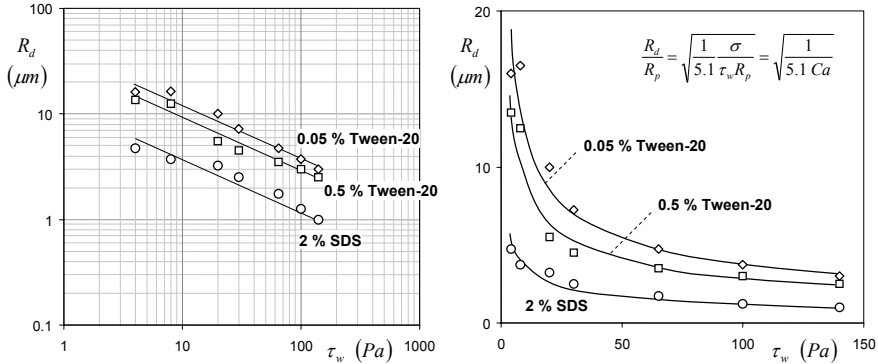 100
R_d
(μm)
10
1
0.1
1
10
100
1000
τ_w (Pa)
0.05 % Tween-20
0.5 % Tween-20
2 % SDS
20
R_d
(μm)
10
0
0
50
100
150
τ_w (Pa)
R_d/R_p = √(1/5.1 σ/(τ_w R_p)) = √(1/(5.1 Ca))
0.05 % Tween-20
0.5 % Tween-20
2 % SDS